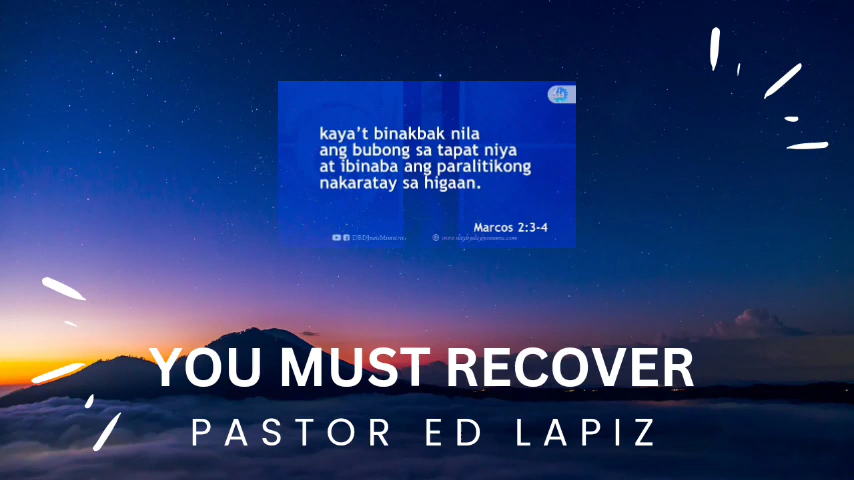 kaya't binakbak nila
ang bubong sa tapat niya
at ibinaba ang paralitikong
nakaratay sa higaan.
Marcos 2:3-4
YOU MUST RECOVER
PASTOR ED LAPIZ